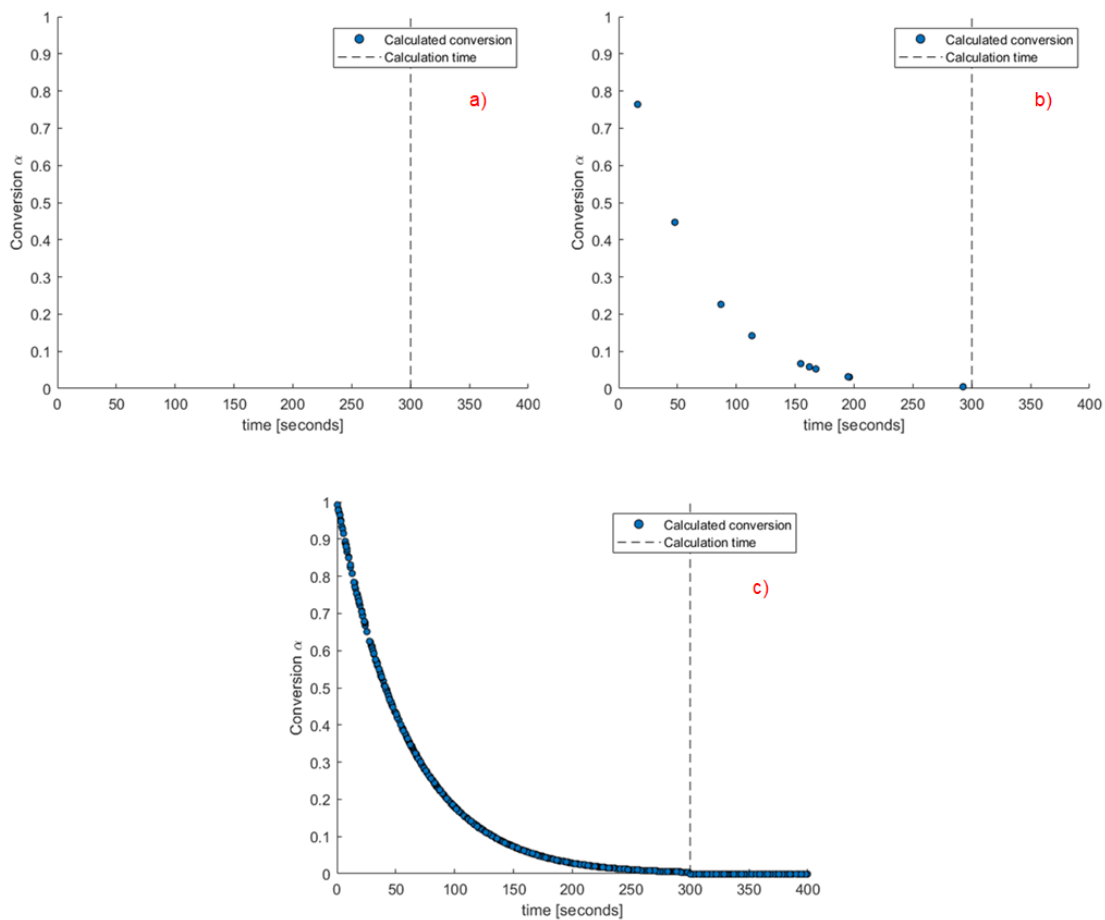 1
0.9
0.8
0.7
0.6
0.5
0.4
0.3
0.2
0.1
0
Conversion α
0 50 100 150 200 250 300 350 400
time [seconds]
Calculated conversion
Calculation time
a)
1
0.9
0.8
0.7
0.6
0.5
0.4
0.3
0.2
0.1
0
Conversion α
0 50 100 150 200 250 300 350 400
time [seconds]
Calculated conversion
Calculation time
b)
1
0.9
0.8
0.7
0.6
0.5
0.4
0.3
0.2
0.1
0
Conversion α
0 50 100 150 200 250 300 350 400
time [seconds]
Calculated conversion
Calculation time
c)